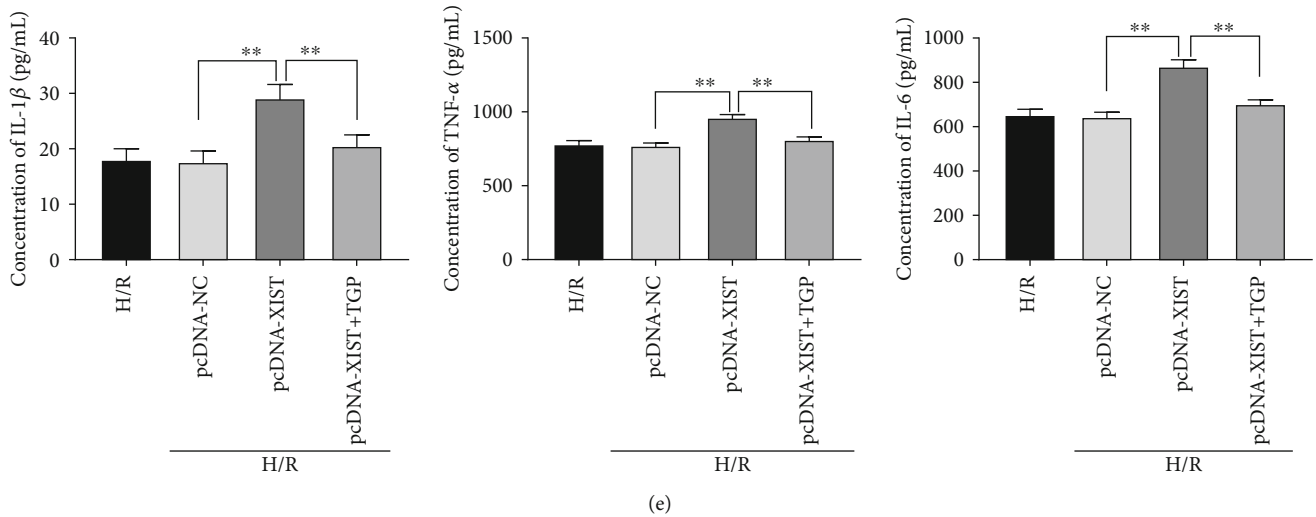 Concentration of IL-1β (pg/mL)
40
30
20
10
0
** **
H/R
pcDNA-NC
pcDNA-XIST
pcDNA-XIST+TGP
H/R
Concentration of TNF-α (pg/mL)
1500
1000
500
0
** **
H/R
pcDNA-NC
pcDNA-XIST
pcDNA-XIST+TGP
H/R
Concentration of IL-6 (pg/mL)
1000
800
600
400
200
0
** **
H/R
pcDNA-NC
pcDNA-XIST
pcDNA-XIST+TGP
H/R
(e)